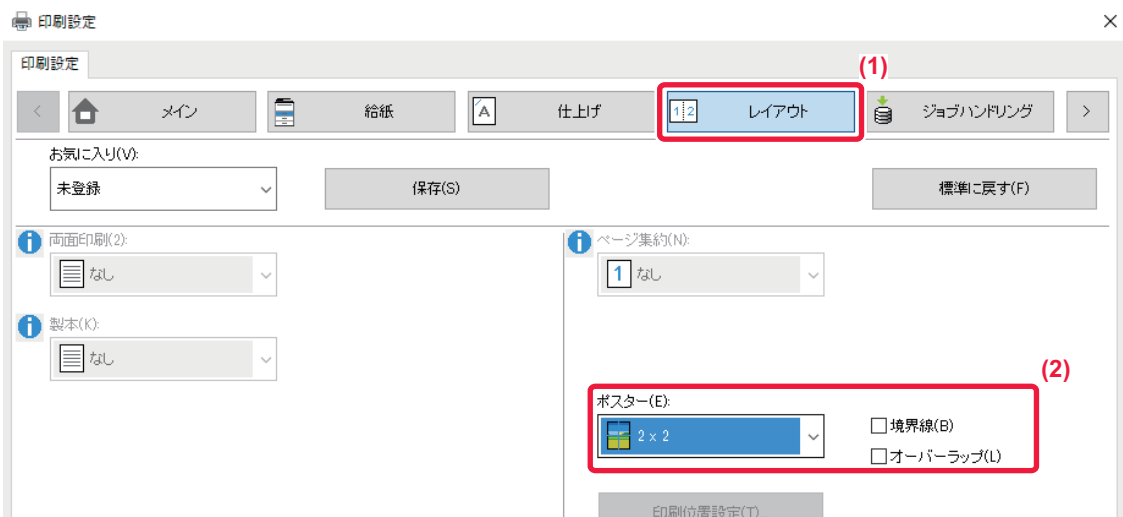 印刷設定
印刷設定
(1)
メイン
給紙
A
仕上げ
1 2
レイアウト
ジョブハンドリング
お気に入り(V):
未登録
保存(S)
標準に戻す(F)
両面印刷(2):
なし
ページ集約(N):
1 なし
製本(K):
なし
(2)
ポスター(E):
2 x 2
境界線(B)
オーバーラップ(L)
印刷位置設定(T)